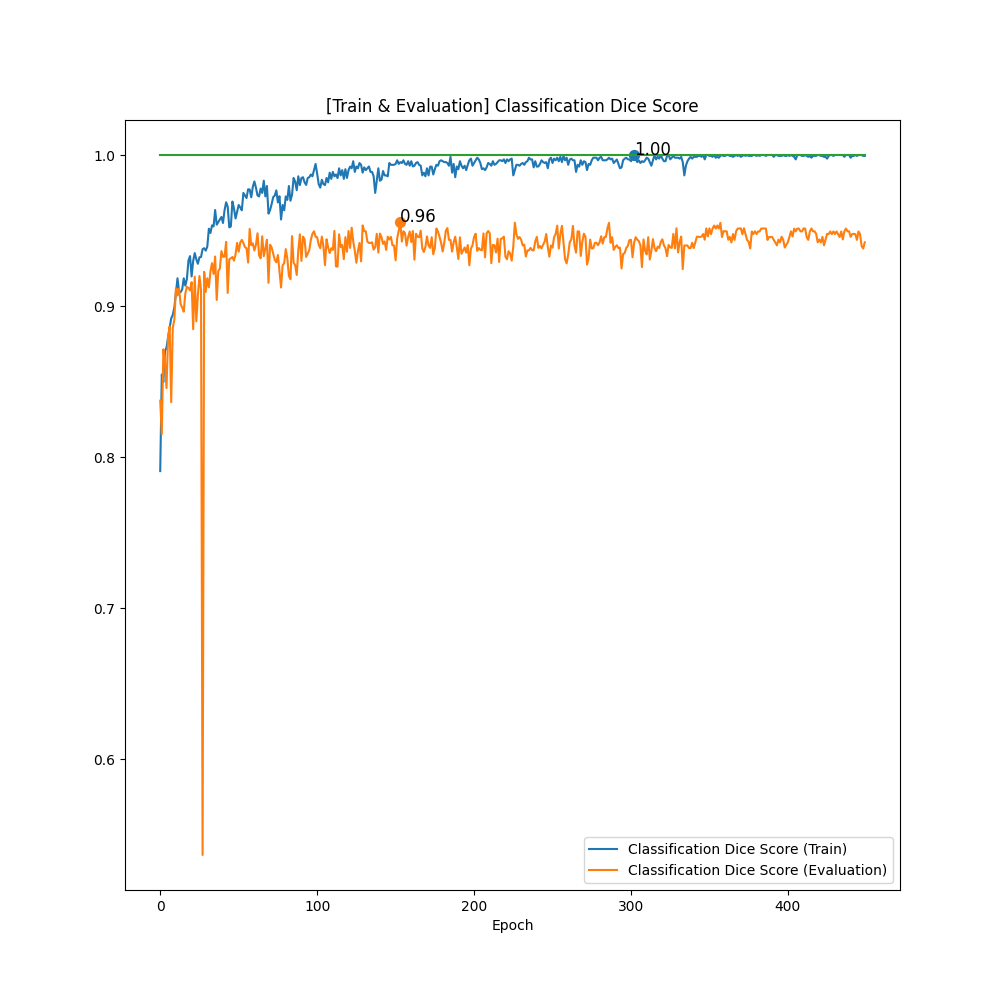 [Train & Evaluation] Classification Dice Score
1.0
1.00
0.96
0.9
0.8
0.7
0.6
Classification Dice Score (Train)
Classification Dice Score (Evaluation)
0 100 200 300 400
Epoch